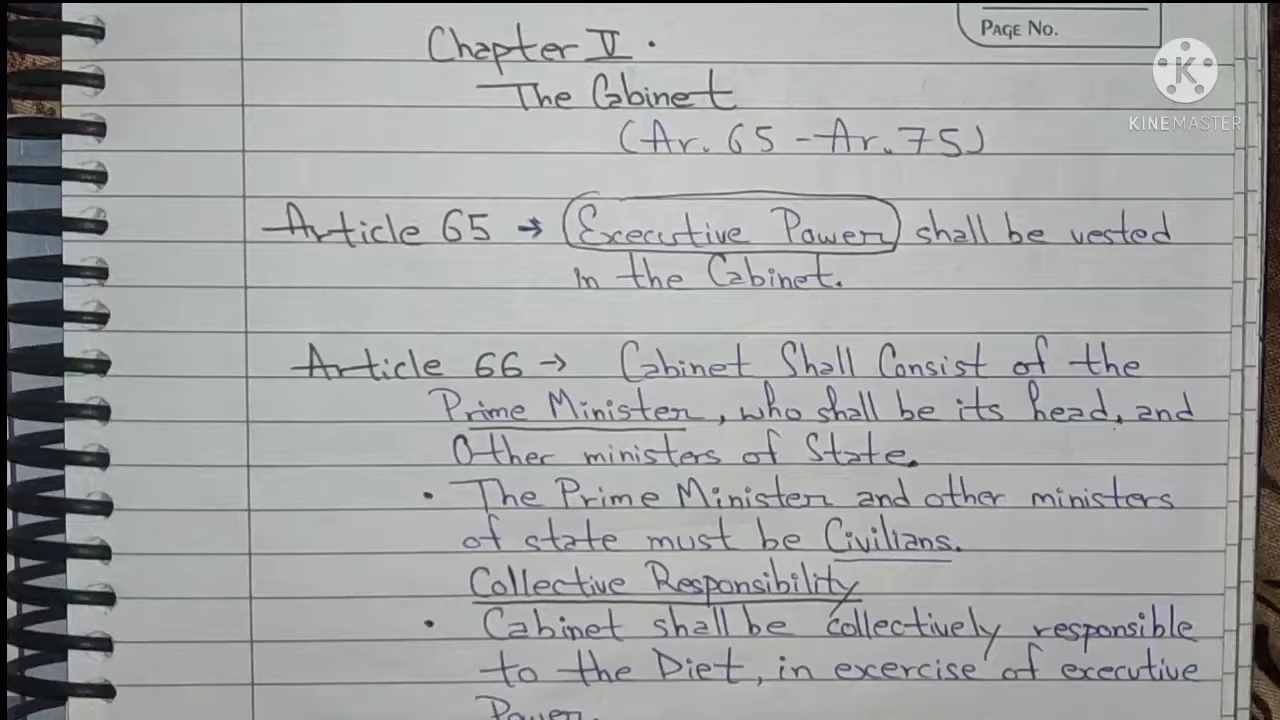 PAGE NO.
KINEMASTER
Chapter V.
The Cabinet
(Ar. 65 - Ar. 75)
Article 65 → Executive Power shall be vested
in the Cabinet.
Article 66 → Cabinet Shall Consist of the
Prime Minister, who shall be its head, and
Other ministers of State.
• The Prime Minister and other ministers
of state must be Civilians.
Collective Responsibility
• Cabinet shall be collectively responsible
to the Diet, in exercise of executive
Power.